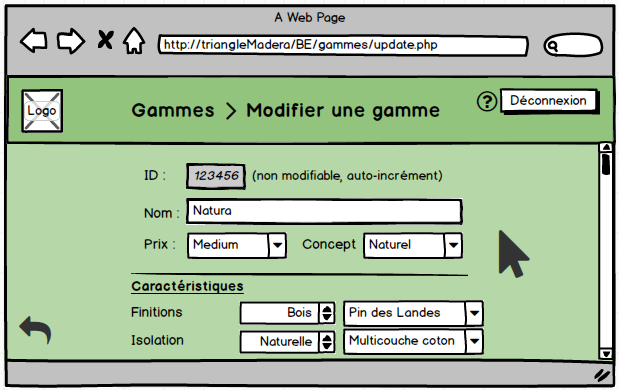 A Web Page
http://triangleMadera/BE/gammes/update.php
Logo
Gammes > Modifier une gamme
?
Déconnexion
ID : 123456 (non modifiable, auto-incrément)
Nom : Natura
Prix : Medium Concept Naturel
Caractéristiques
Finitions Bois Pin des Landes
Isolation Naturelle Multicouche coton